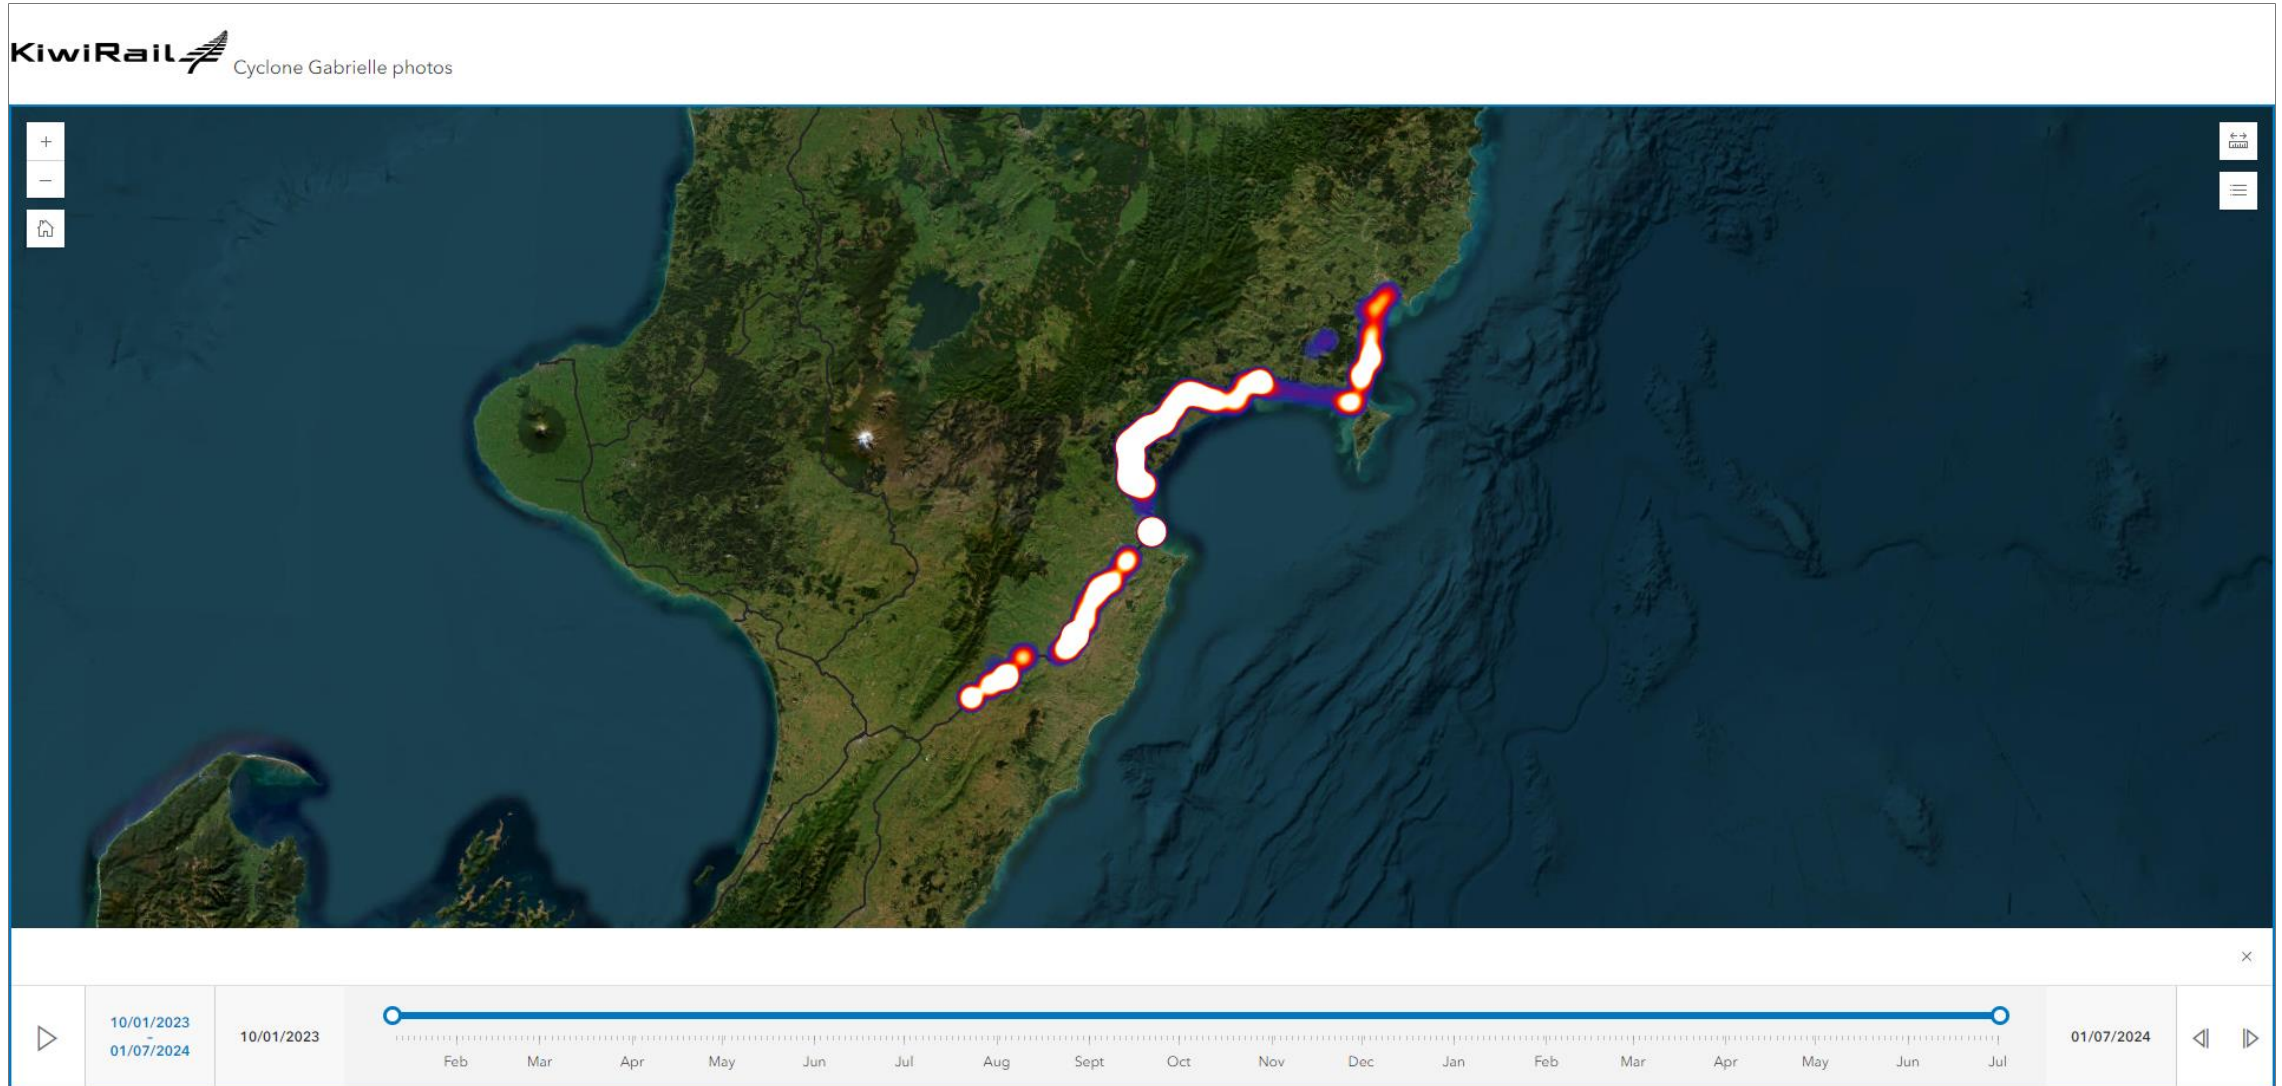 KiwiRail
Cyclone Gabrielle photos
10/01/2023
-
01/07/2024
10/01/2023
Feb Mar Apr May Jun Jul Aug Sept Oct Nov Dec Jan Feb Mar Apr May Jun Jul
01/07/2024